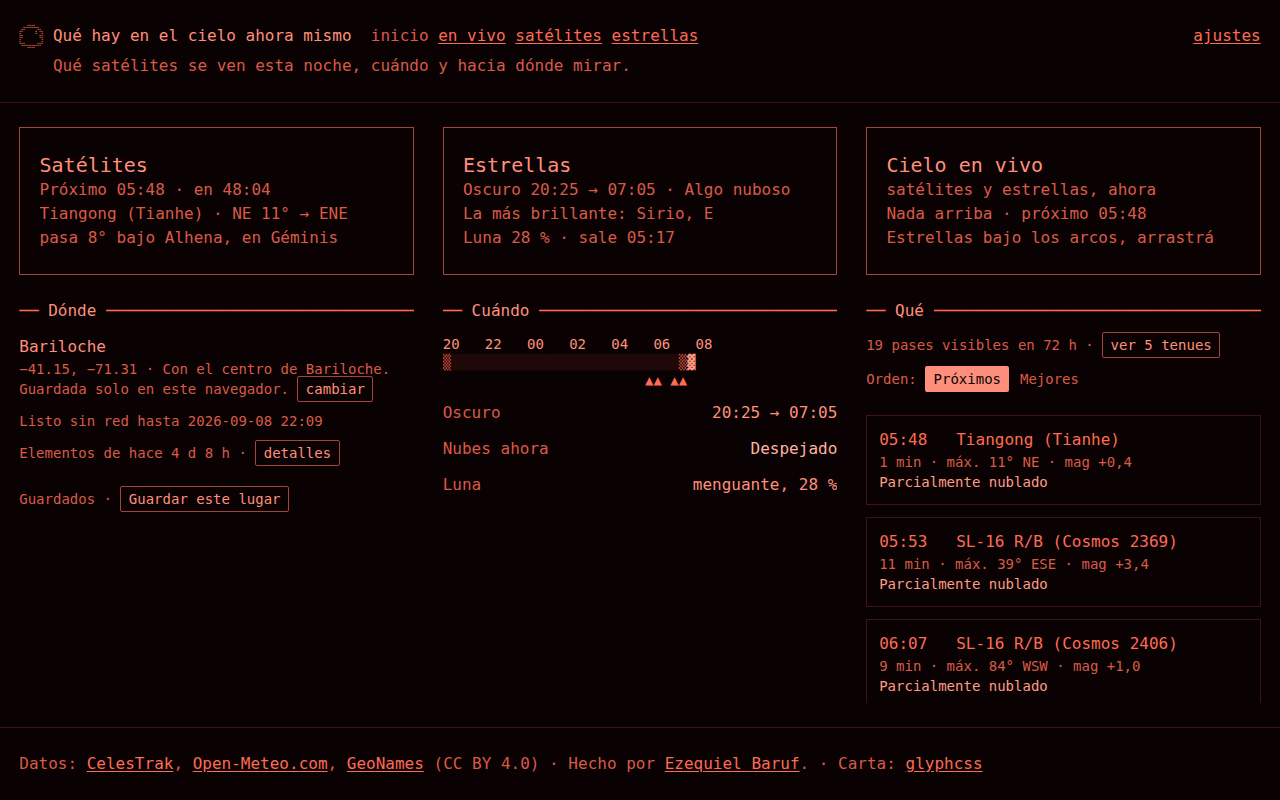 Qué hay en el cielo ahora mismo inicio en vivo satélites estrellas ajustes
Qué satélites se ven esta noche, cuándo y hacia dónde mirar.
Satélites
Próximo 05:48 · en 48:04
Tiangong (Tianhe) · NE 11° → ENE
pasa 8° bajo Alhena, en Géminis
Estrellas
Oscuro 20:25 → 07:05 · Algo nuboso
La más brillante: Sirio, E
Luna 28 % · sale 05:17
Cielo en vivo
satélites y estrellas, ahora
Nada arriba · próximo 05:48
Estrellas bajo los arcos, arrastrá
Dónde
Bariloche
−41.15, −71.31 · Con el centro de Bariloche.
Guardada solo en este navegador. cambiar
Listo sin red hasta 2026-09-08 22:09
Elementos de hace 4 d 8 h · detalles
Guardados · Guardar este lugar
Cuándo
20 22 00 02 04 06 08
▲▲ ▲▲
Oscuro 20:25 → 07:05
Nubes ahora Despejado
Luna menguante, 28 %
Qué
19 pases visibles en 72 h · ver 5 tenues
Orden: Próximos Mejores
05:48 Tiangong (Tianhe)
1 min · máx. 11° NE · mag +0,4
Parcialmente nublado
05:53 SL-16 R/B (Cosmos 2369)
11 min · máx. 39° ESE · mag +3,4
Parcialmente nublado
06:07 SL-16 R/B (Cosmos 2406)
9 min · máx. 84° WSW · mag +1,0
Parcialmente nublado
Datos: CelesTrak, Open-Meteo.com, GeoNames (CC BY 4.0) · Hecho por Ezequiel Baruf. · Carta: glyphcss